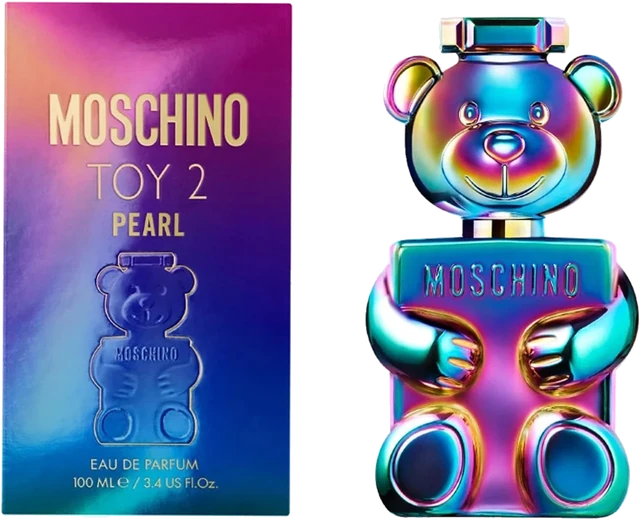 MOSCHINO
TOY 2
PEARL
MOSCHINO
EAU DE PARFUM
100 ML ℮ / 3.4 US Fl.Oz.
MOSCHINO